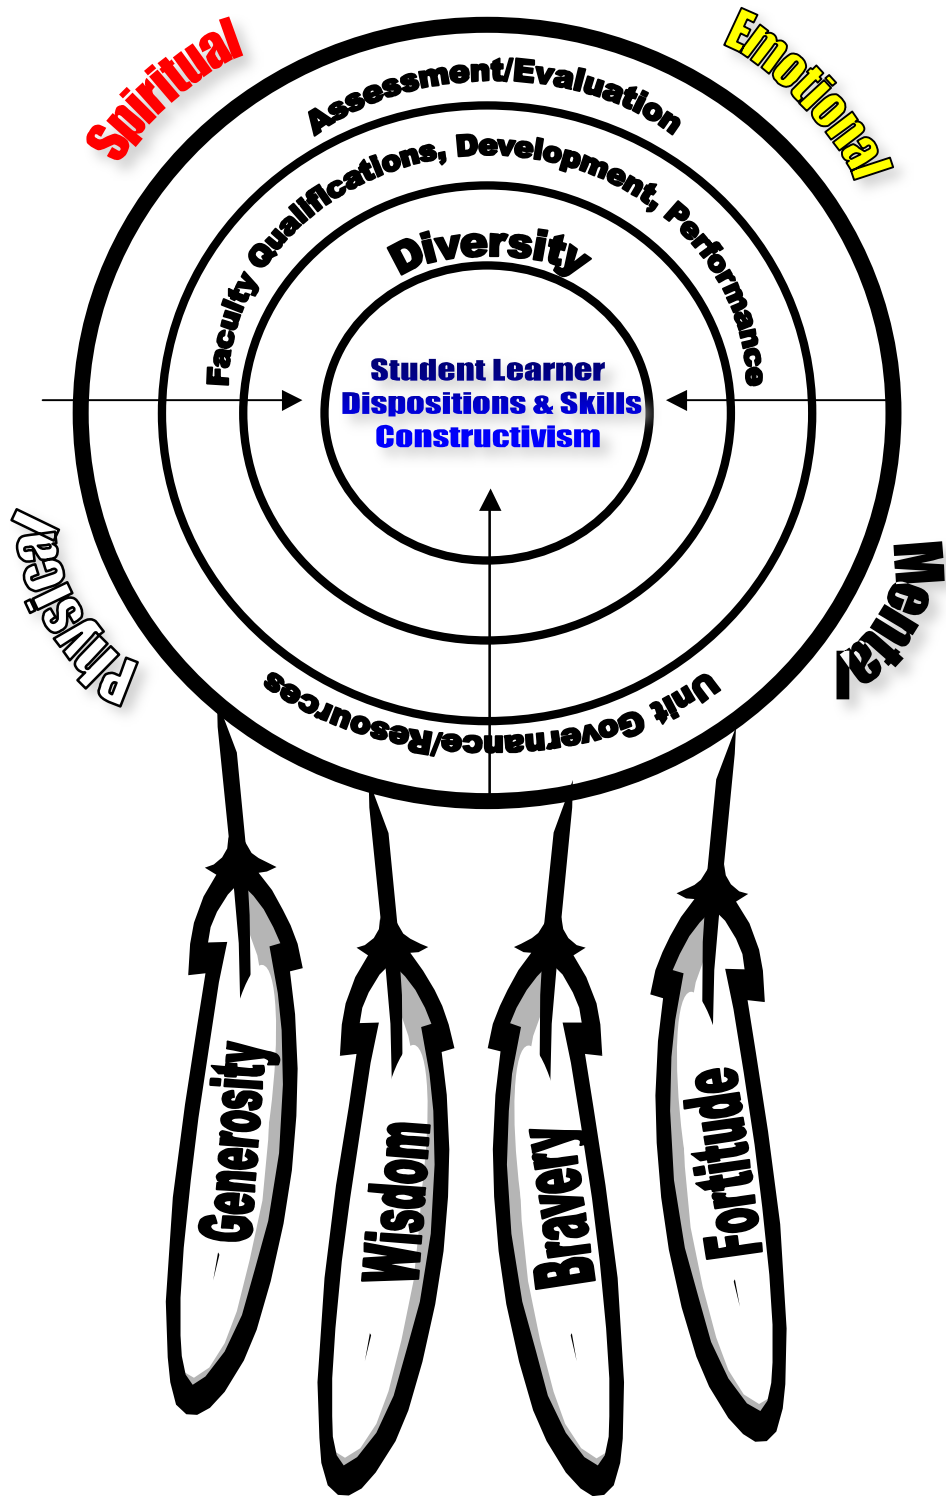 Spiritual
Emotional
Assessment/Evaluation
Faculty Qualifications, Development, Performance
Diversity
Student Learner
Dispositions & Skills
Constructivism
Physical
Mental
Unit Governance/Resources
Generosity
Wisdom
Bravery
Fortitude